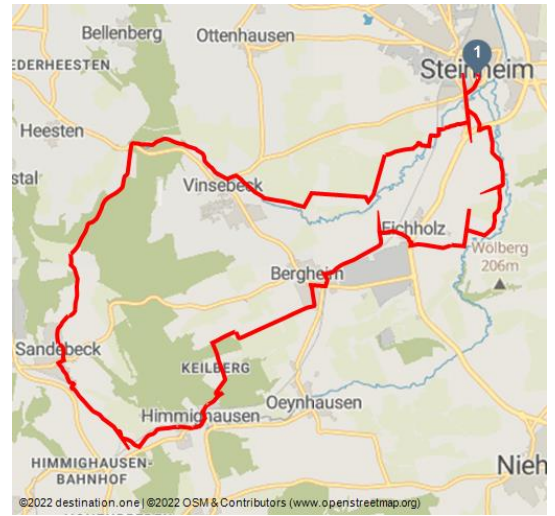 Bellenberg
Ottenhausen
1
Steinheim
EDERHEESTEN
Heesten
stal
Vinsebeck
Eichholz
Wölberg
206m
Bergheim
Sandebeck
KEILBERG
Oeynhausen
Himmighausen
HIMMIGHAUSEN-
BAHNHOF
Nieh
©2022 destination.one | ©2022 OSM & Contributors (www.openstreetmap.org)